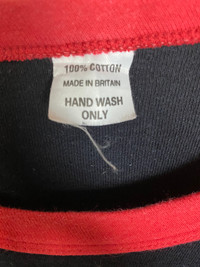 100% COTTON
MADE IN BRITAIN
HAND WASH
ONLY